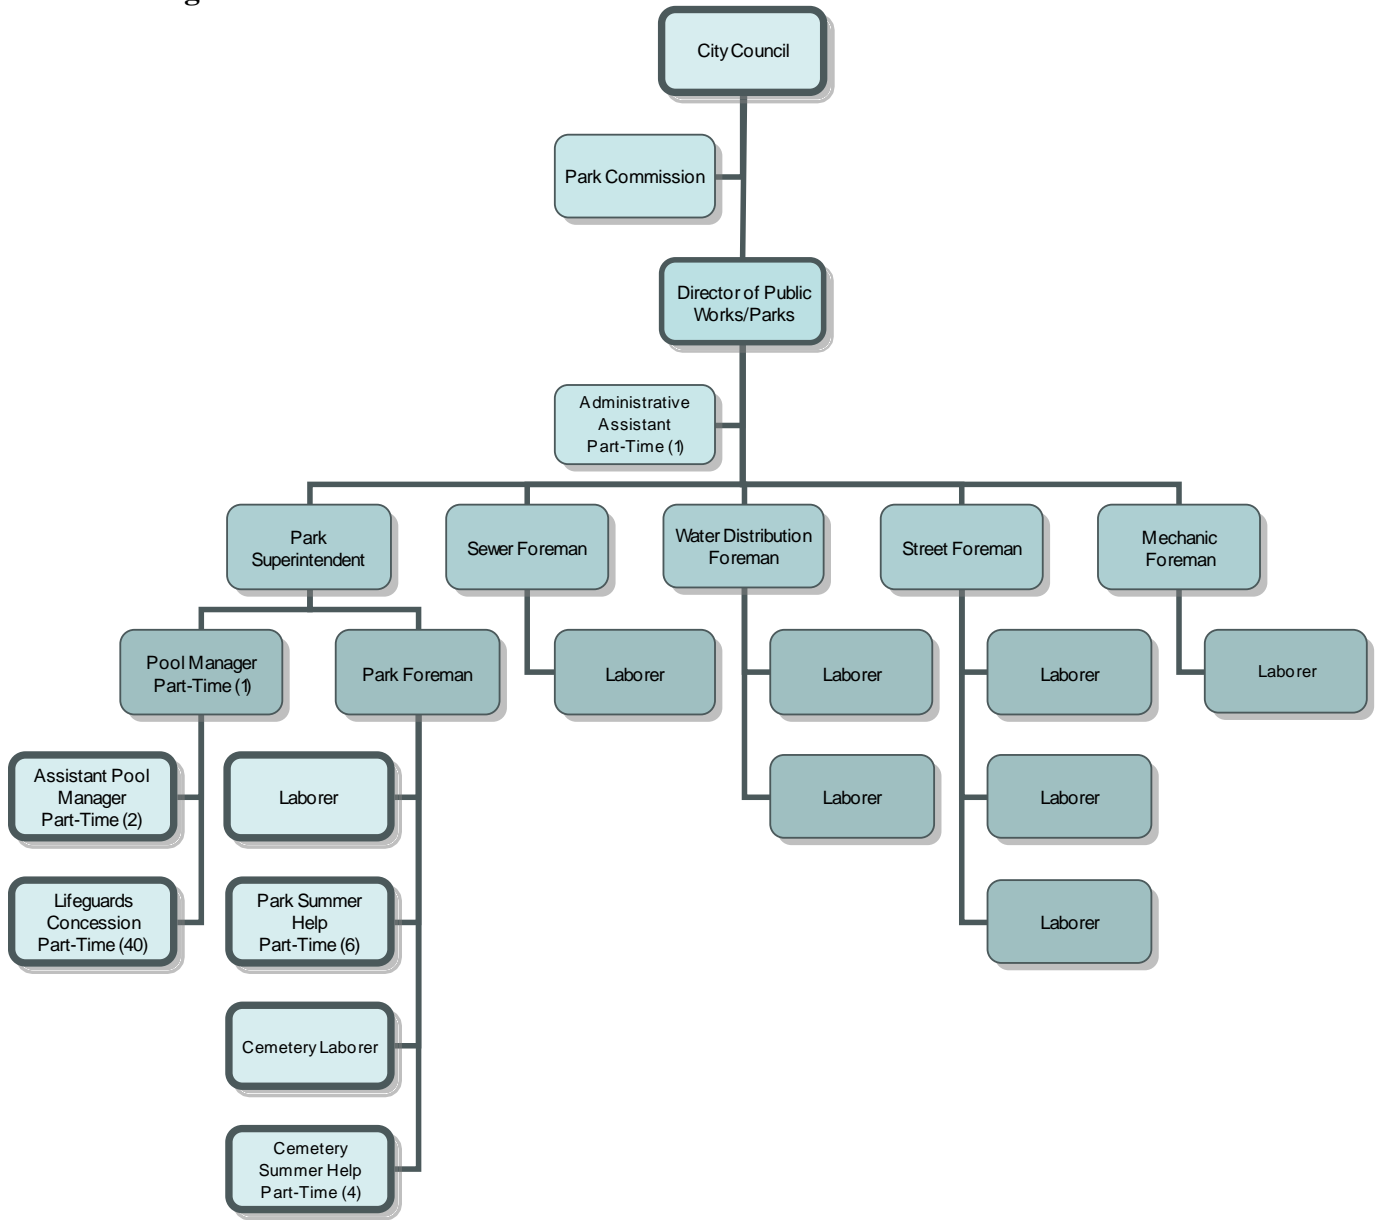 City Council
Park Commission
Director of Public
Works/Parks
Administrative
Assistant
Part-Time (1)
Park
Superintendent
Sewer Foreman
Water Distribution
Foreman
Street Foreman
Mechanic
Foreman
Pool Manager
Part-Time (1)
Park Foreman
Laborer
Laborer
Laborer
Laborer
Assistant Pool
Manager
Part-Time (2)
Laborer
Laborer
Laborer
Lifeguards
Concession
Part-Time (40)
Park Summer
Help
Part-Time (6)
Laborer
Cemetery Laborer
Cemetery
Summer Help
Part-Time (4)